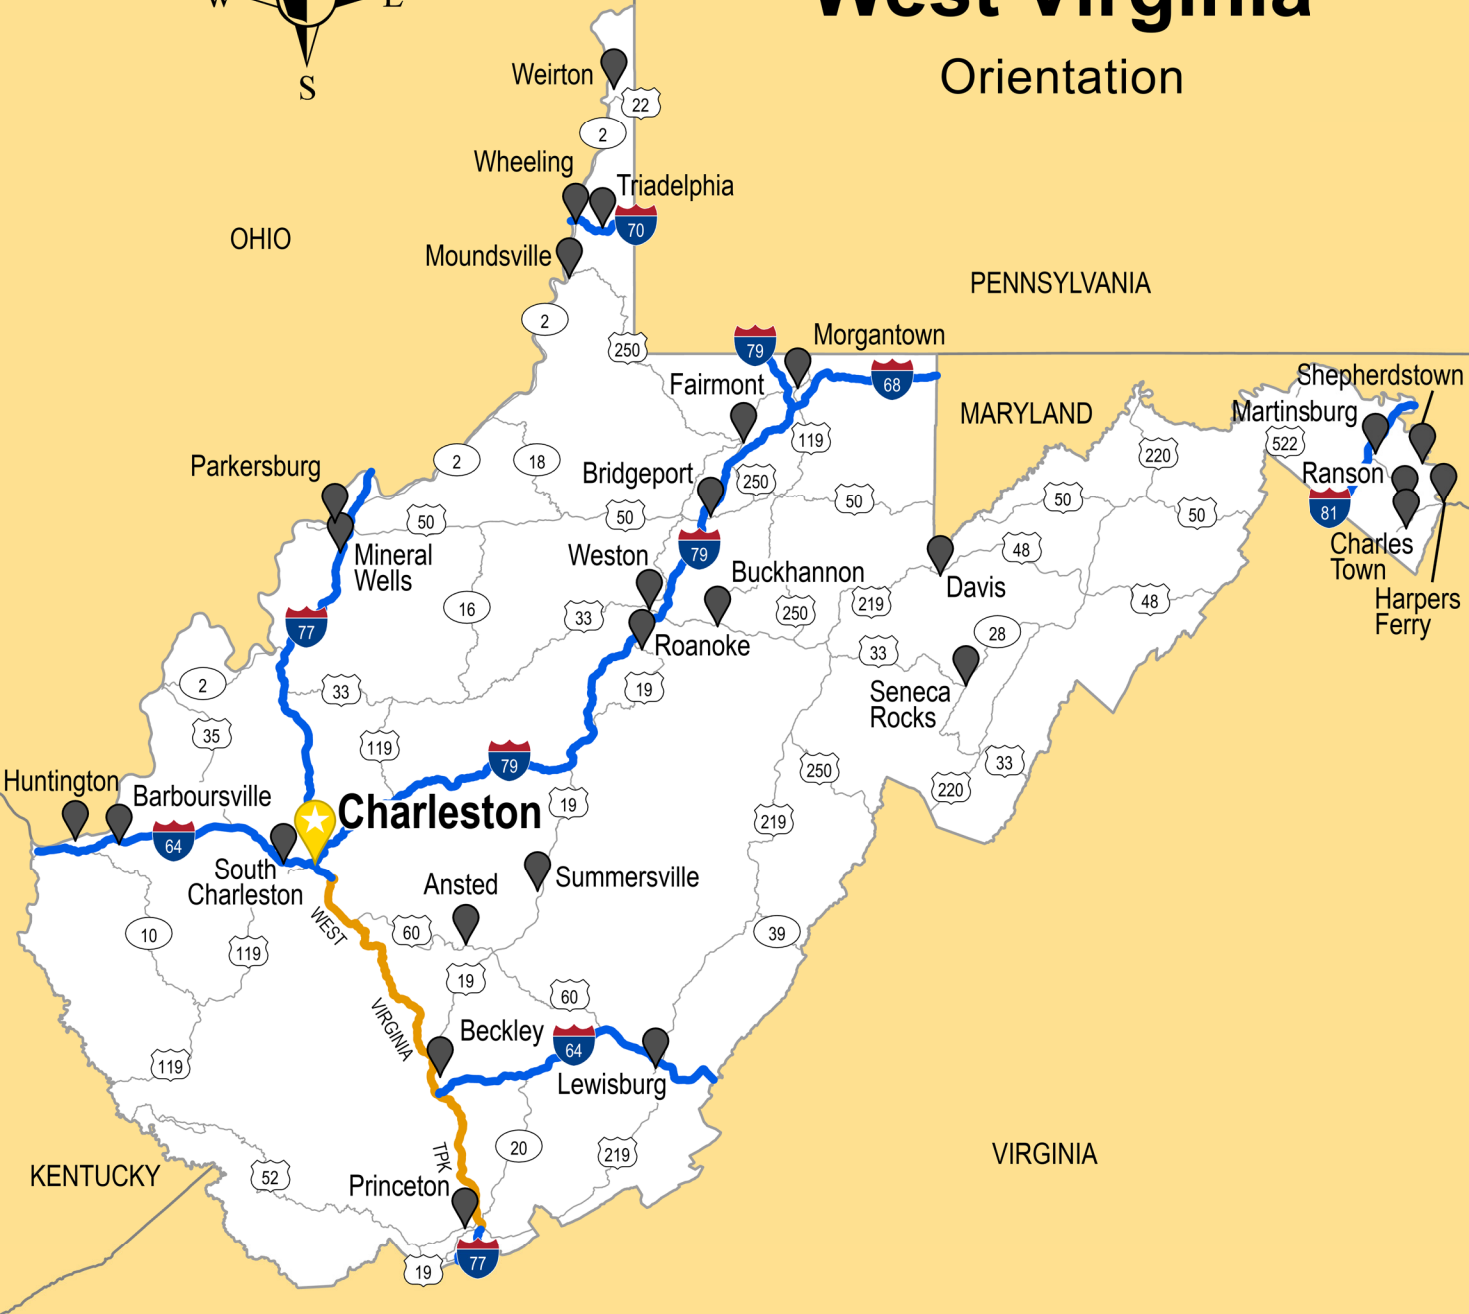 West Virginia
Orientation
W
E
S
Weirton
22
2
Wheeling
Triadelphia
70
OHIO
Moundsville
PENNSYLVANIA
2
250
79
Morgantown
68
Fairmont
MARYLAND
119
Shepherdstown
Martinsburg
522
220
Parkersburg
2
18
Bridgeport
250
50
50
50
50
50
Ranson
81
Mineral
Wells
79
Weston
48
Charles
Town
Davis
Buckhannon
16
33
250
219
48
Harpers
Ferry
77
Roanoke
28
33
2
33
19
Seneca
Rocks
35
119
79
250
33
220
Huntington
Barboursville
Charleston
19
219
64
South
Charleston
Ansted
Summersville
WEST
10
119
60
39
19
60
VIRGINIA
Beckley
64
119
Lewisburg
20
219
VIRGINIA
TPK
KENTUCKY
52
Princeton
77
19